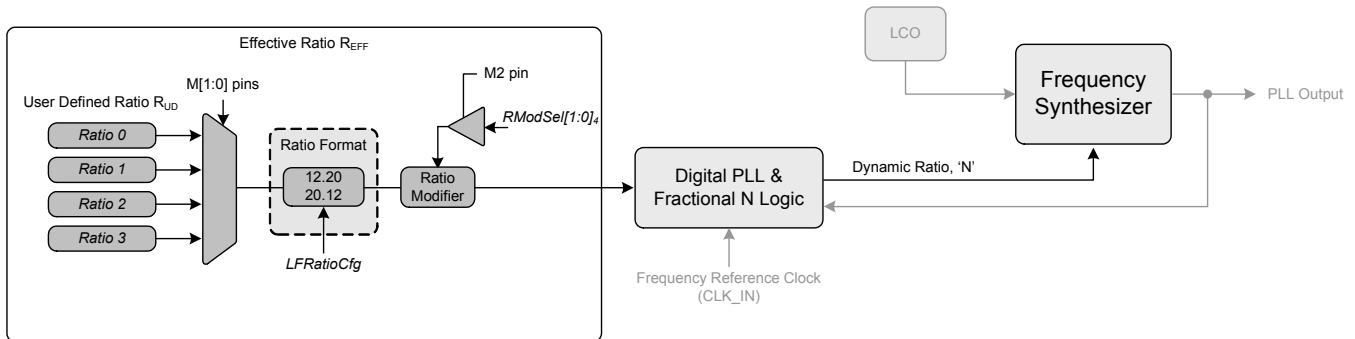 Effective Ratio REFF
LCO
Frequency
Synthesizer
PLL Output
M[1:0] pins
M2 pin
User Defined Ratio RUD
RModSel[1:0]4
Ratio 0
Ratio 1
Ratio 2
Ratio 3
Ratio Format
12.20
20.12
Ratio
Modifier
LFRatioCfg
Digital PLL &
Fractional N Logic
Dynamic Ratio, ‘N’
Frequency Reference Clock
(CLK_IN)